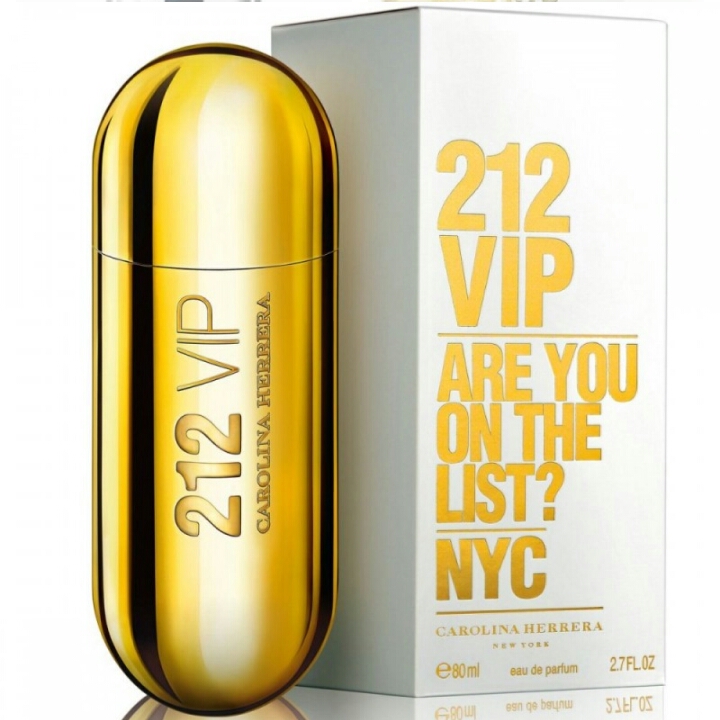 212 VIP
CAROLINA HERRERA
212
VIP
ARE YOU
ON THE
LIST?
NYC
CAROLINA HERRERA
NEW YORK
℮80ml eau de parfum 2.7FL.OZ